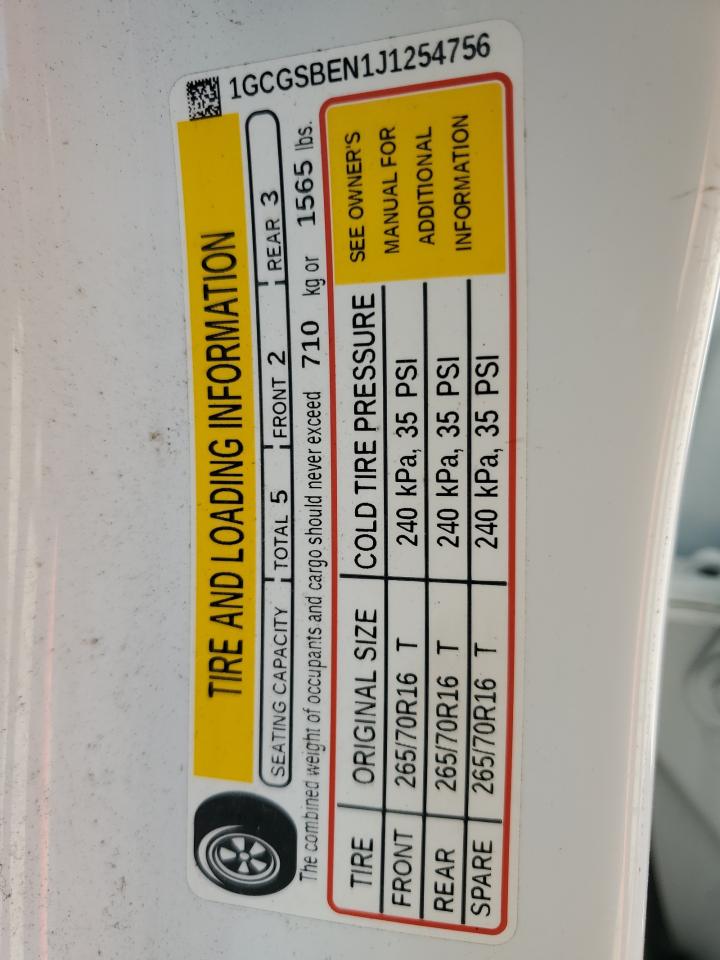 1GCGSBEN1J1254756
TIRE AND LOADING INFORMATION
SEATING CAPACITY TOTAL 5 FRONT 2 REAR 3
The combined weight of occupants and cargo should never exceed 710 kg or 1565 lbs.
TIRE ORIGINAL SIZE COLD TIRE PRESSURE
FRONT 265/70R16 T 240 kPa, 35 PSI
REAR 265/70R16 T 240 kPa, 35 PSI
SPARE 265/70R16 T 240 kPa, 35 PSI
SEE OWNER'S
MANUAL FOR
ADDITIONAL
INFORMATION